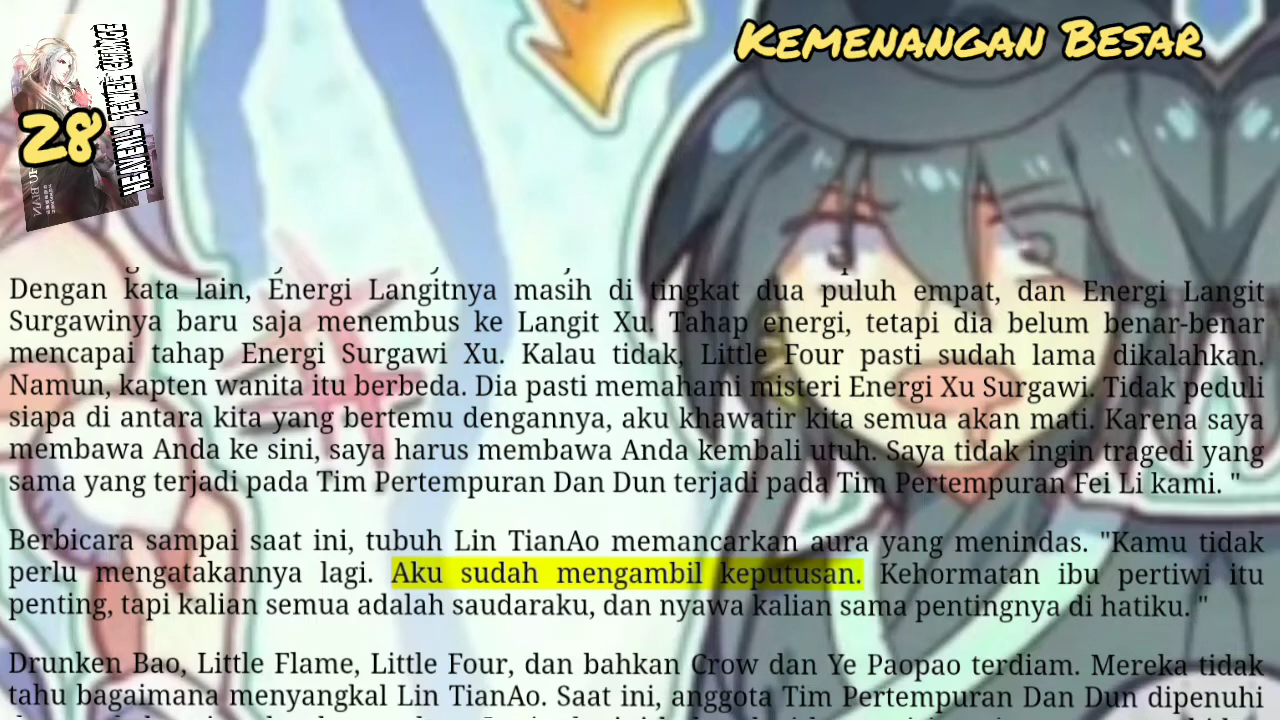 Kemenangan Besar
28
HEAVENLY JEWEL CHANGE
Dengan kata lain, Energi Langitnya masih di tingkat dua puluh empat, dan Energi Langit
Surgawinya baru saja menembus ke Langit Xu. Tahap energi, tetapi dia belum benar-benar
mencapai tahap Energi Surgawi Xu. Kalau tidak, Little Four pasti sudah lama dikalahkan.
Namun, kapten wanita itu berbeda. Dia pasti memahami misteri Energi Xu Surgawi. Tidak peduli
siapa di antara kita yang bertemu dengannya, aku khawatir kita semua akan mati. Karena saya
membawa Anda ke sini, saya harus membawa Anda kembali utuh. Saya tidak ingin tragedi yang
sama yang terjadi pada Tim Pertempuran Dan Dun terjadi pada Tim Pertempuran Fei Li kami. "
Berbicara sampai saat ini, tubuh Lin TianAo memancarkan aura yang menindas. "Kamu tidak
perlu mengatakannya lagi. Aku sudah mengambil keputusan. Kehormatan ibu pertiwi itu
penting, tapi kalian semua adalah saudaraku, dan nyawa kalian sama pentingnya di hatiku. "
Drunken Bao, Little Flame, Little Four, dan bahkan Crow dan Ye Paopao terdiam. Mereka tidak
tahu bagaimana menyangkal Lin TianAo. Saat ini, anggota Tim Pertempuran Dan Dun dipenuhi